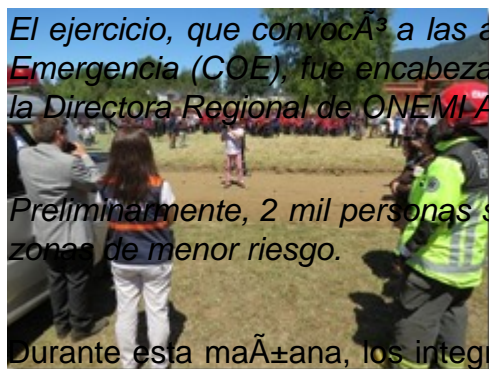 El ejercicio, que convocÃ³ a las a
Emergencia (COE), fue encabeza
la Directora Regional de ONEMI A
Preliminarmente, 2 mil personas s
zonas de menor riesgo.
Durante esta maÃ±ana, los integr